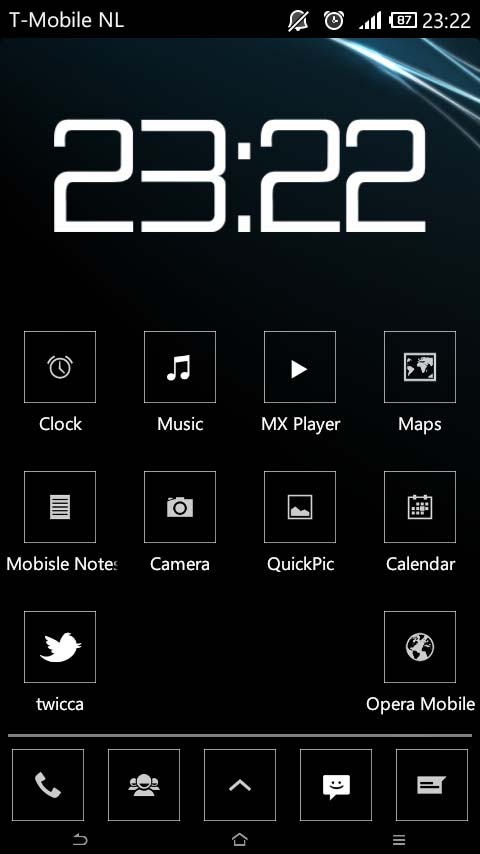 T-Mobile NL 87 23:22
23:22
Clock Music MX Player Maps
Mobisle Notes Camera QuickPic Calendar
twicca Opera Mobile